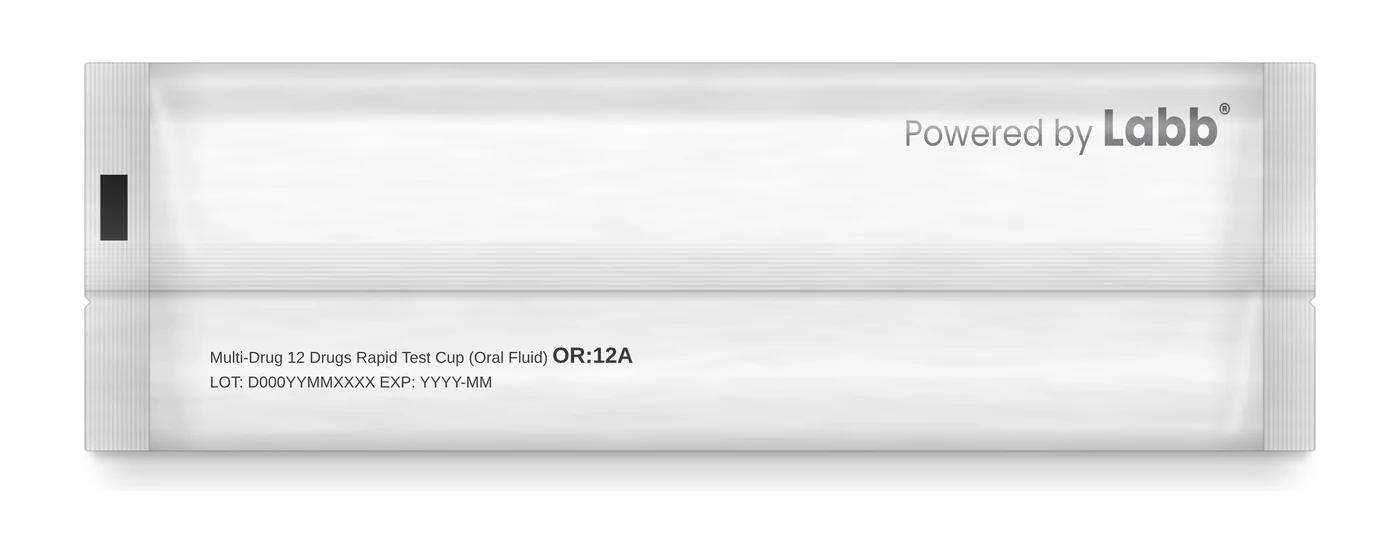 Powered by Labb®
Multi-Drug 12 Drugs Rapid Test Cup (Oral Fluid) OR:12A
LOT: D000YYMMXXXX EXP: YYYY-MM